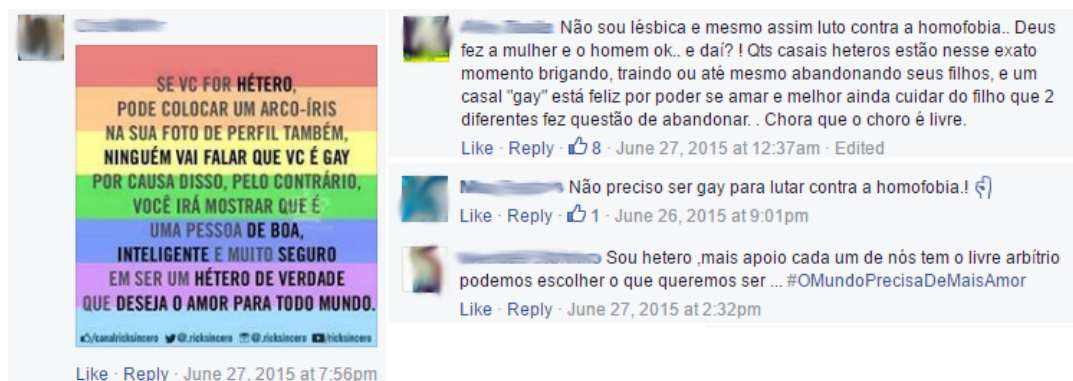 SE VC FOR HÉTERO,
PODE COLOCAR UM ARCO-ÍRIS
NA SUA FOTO DE PERFIL TAMBÉM,
NINGUÉM VAI FALAR QUE VC É GAY
POR CAUSA DISSO, PELO CONTRÁRIO,
VOCÊ IRÁ MOSTRAR QUE É
UMA PESSOA DE BOA,
INTELIGENTE E MUITO SEGURO
EM SER UM HÉTERO DE VERDADE
QUE DESEJA O AMOR PARA TODO MUNDO.
/canalricksincero @.ricksincero @.ricksincero /ricksincero
Like · Reply · June 27, 2015 at 7:56pm
Não sou lésbica e mesmo assim luto contra a homofobia.. Deus
fez a mulher e o homem ok.. e daí? ! Qts casais heteros estão nesse exato
momento brigando, traindo ou até mesmo abandonando seus filhos, e um
casal "gay" está feliz por poder se amar e melhor ainda cuidar do filho que 2
diferentes fez questão de abandonar. . Chora que o choro é livre.
Like · Reply · 8 · June 27, 2015 at 12:37am · Edited
Não preciso ser gay para lutar contra a homofobia.!
Like · Reply · 1 · June 26, 2015 at 9:01pm
Sou hetero ,mais apoio cada um de nós tem o livre arbítrio
podemos escolher o que queremos ser ... #OMundoPrecisaDeMaisAmor
Like · Reply · June 27, 2015 at 2:32pm